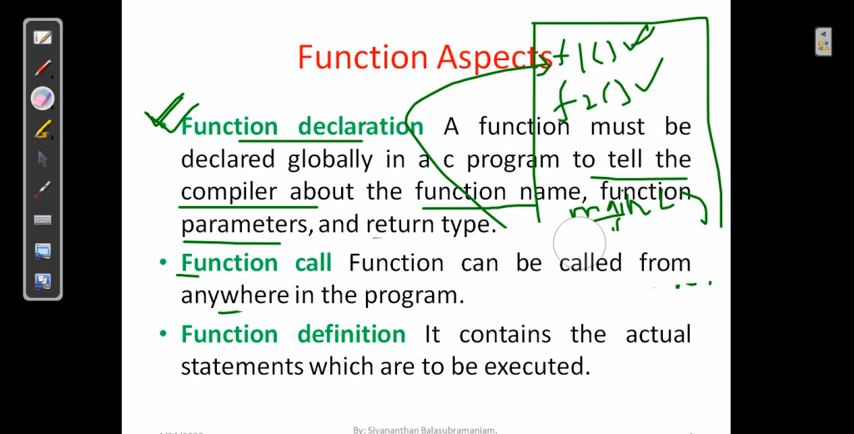 Function Aspects
f1()
f2()
• Function declaration A function must be
declared globally in a c program to tell the
compiler about the function name, function
parameters, and return type.
main()
• Function call Function can be called from
anywhere in the program.
• Function definition It contains the actual
statements which are to be executed.
By: Sivananthan Balasubramaniam,